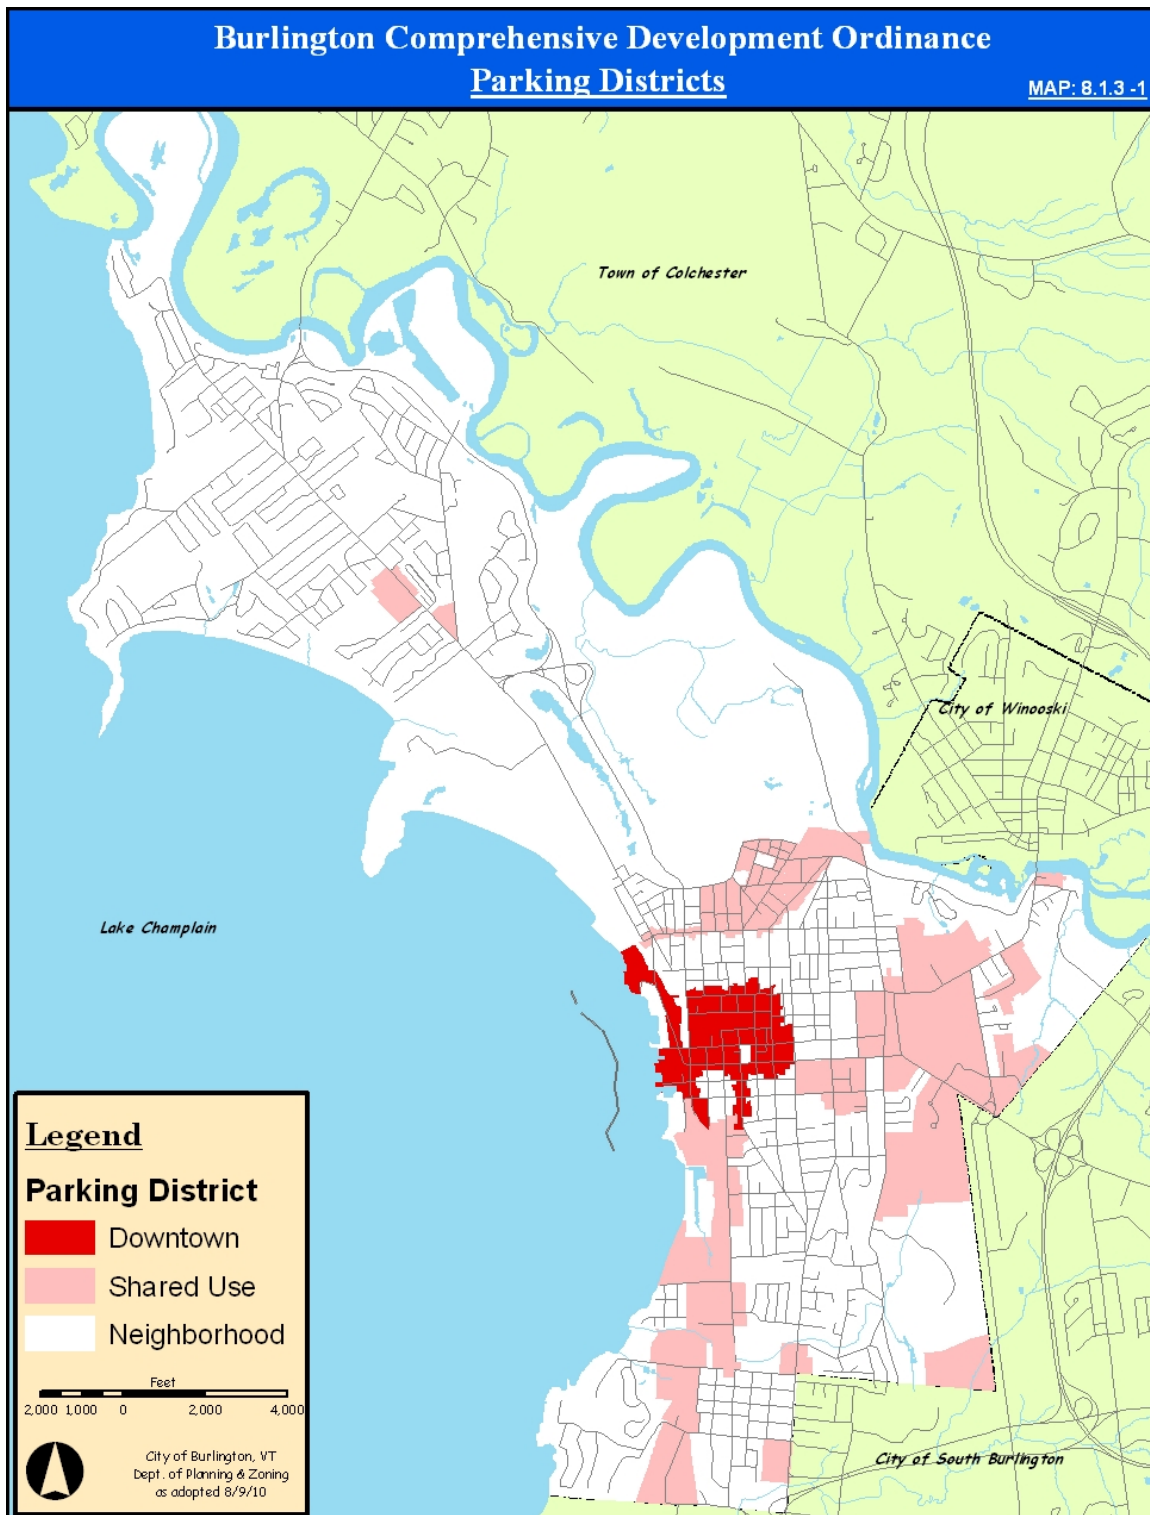 Burlington Comprehensive Development Ordinance
Parking Districts
MAP: 8.1.3 -1
Town of Colchester
City of Winooski
Lake Champlain
Legend
Parking District
Downtown
Shared Use
Neighborhood
Feet
2,000 1,000 0 2,000 4,000
City of Burlington, VT
Dept. of Planning & Zoning
as adopted 8/9/10
City of South Burlington